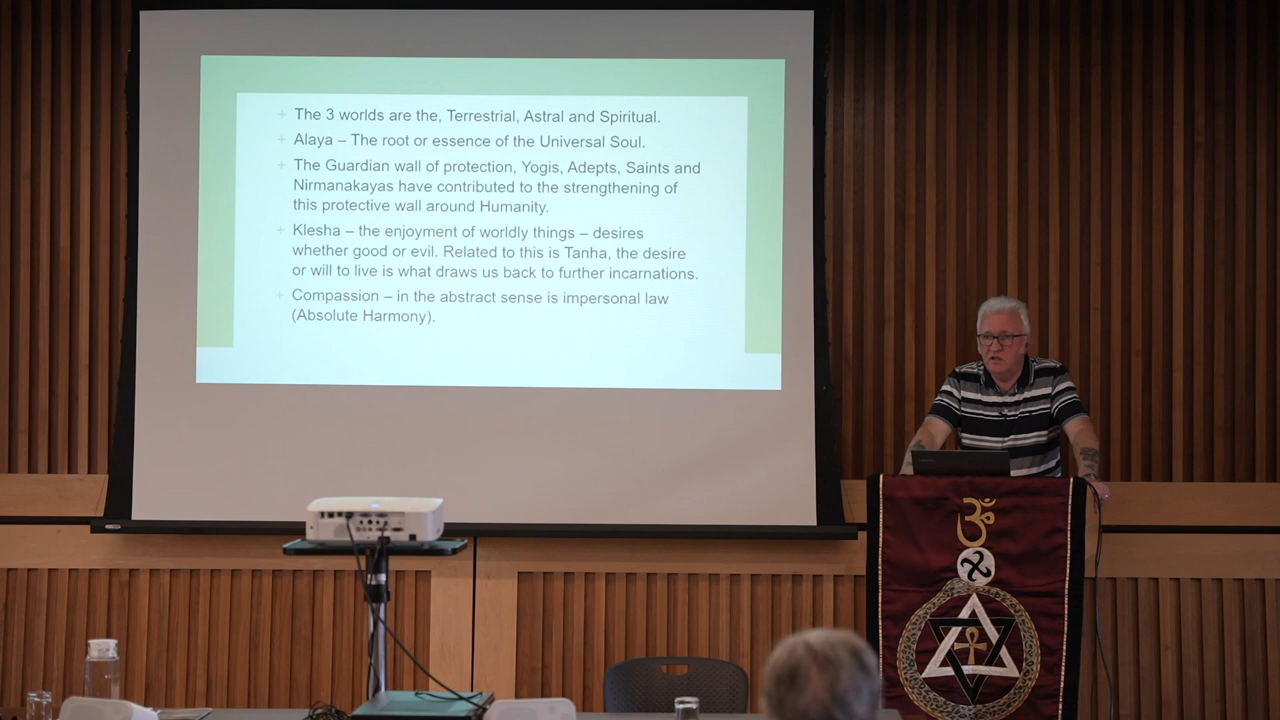 The 3 worlds are the, Terrestrial, Astral and Spiritual.
Alaya – The root or essence of the Universal Soul.
The Guardian wall of protection, Yogis, Adepts, Saints and
Nirmanakayas have contributed to the strengthening of
this protective wall around Humanity.
Klesha – the enjoyment of worldly things – desires
whether good or evil. Related to this is Tanha, the desire
or will to live is what draws us back to further incarnations.
Compassion – in the abstract sense is impersonal law
(Absolute Harmony).
ॐ